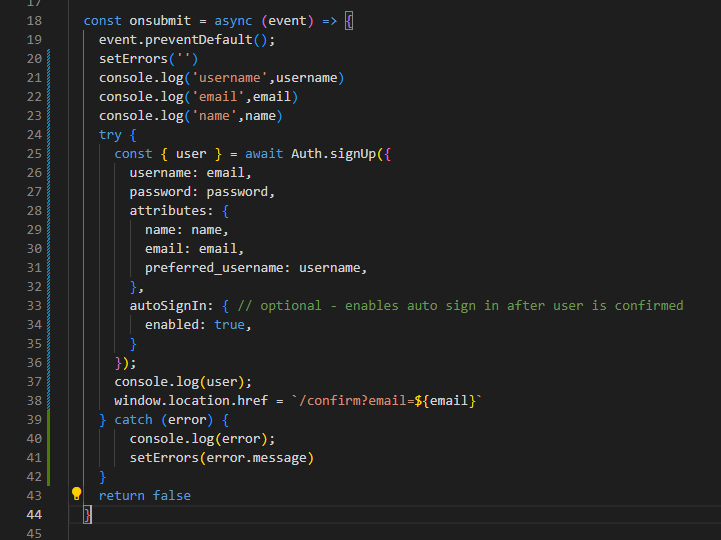 17
18 const onsubmit = async (event) => {
19 event.preventDefault();
20 setErrors('')
21 console.log('username',username)
22 console.log('email',email)
23 console.log('name',name)
24 try {
25 const { user } = await Auth.signUp({
26 username: email,
27 password: password,
28 attributes: {
29 name: name,
30 email: email,
31 preferred_username: username,
32 },
33 autoSignIn: { // optional - enables auto sign in after user is confirmed
34 enabled: true,
35 }
36 });
37 console.log(user);
38 window.location.href = `/confirm?email=${email}`
39 } catch (error) {
40 console.log(error);
41 setErrors(error.message)
42 }
43 return false
44 }
45